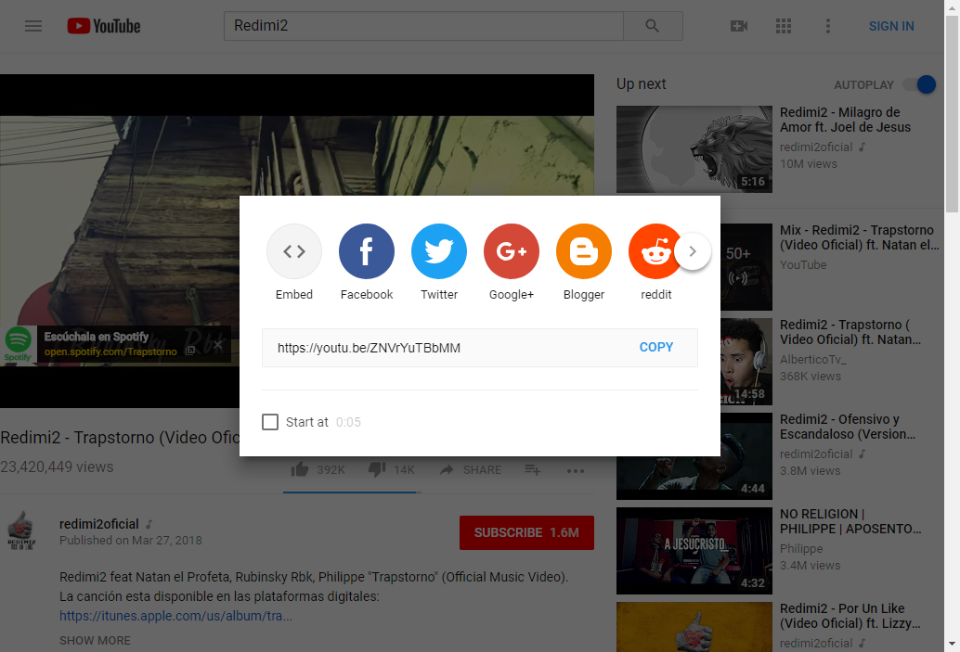 YouTube
Redimi2
SIGN IN
Up next
AUTOPLAY
Redimi2 - Milagro de
Amor ft. Joel de Jesus
redimi2oficial
10M views
5:16
Mix - Redimi2 - Trapstorno
(Video Oficial) ft. Natan el...
YouTube
50+
Redimi2 - Trapstorno (
Video Oficial) ft. Natan...
AlberticoTv_
368K views
14:58
Redimi2 - Ofensivo y
Escandaloso (Version...
redimi2oficial
3.8M views
4:44
NO RELIGION |
PHILIPPE | APOSENTO...
Philippe
3.4M views
A JESUCRISTO
4:32
Redimi2 - Por Un Like
(Video Oficial) ft. Lizzy...
redimi2oficial
Embed
Facebook
Twitter
G+
Google+
Blogger
reddit
https://youtu.be/ZNVrYuTBbMM
COPY
Start at 0:05
Spotify
Escúchala en Spotify
open.spotify.com/Trapstorno
Redimi2 - Trapstorno (Video Ofic
23,420,449 views
392K
14K
SHARE
redimi2oficial
Published on Mar 27, 2018
SUBSCRIBE 1.6M
Redimi2 feat Natan el Profeta, Rubinsky Rbk, Philippe "Trapstorno" (Official Music Video).
La canción esta disponible en las plataformas digitales:
https://itunes.apple.com/us/album/tra...
SHOW MORE